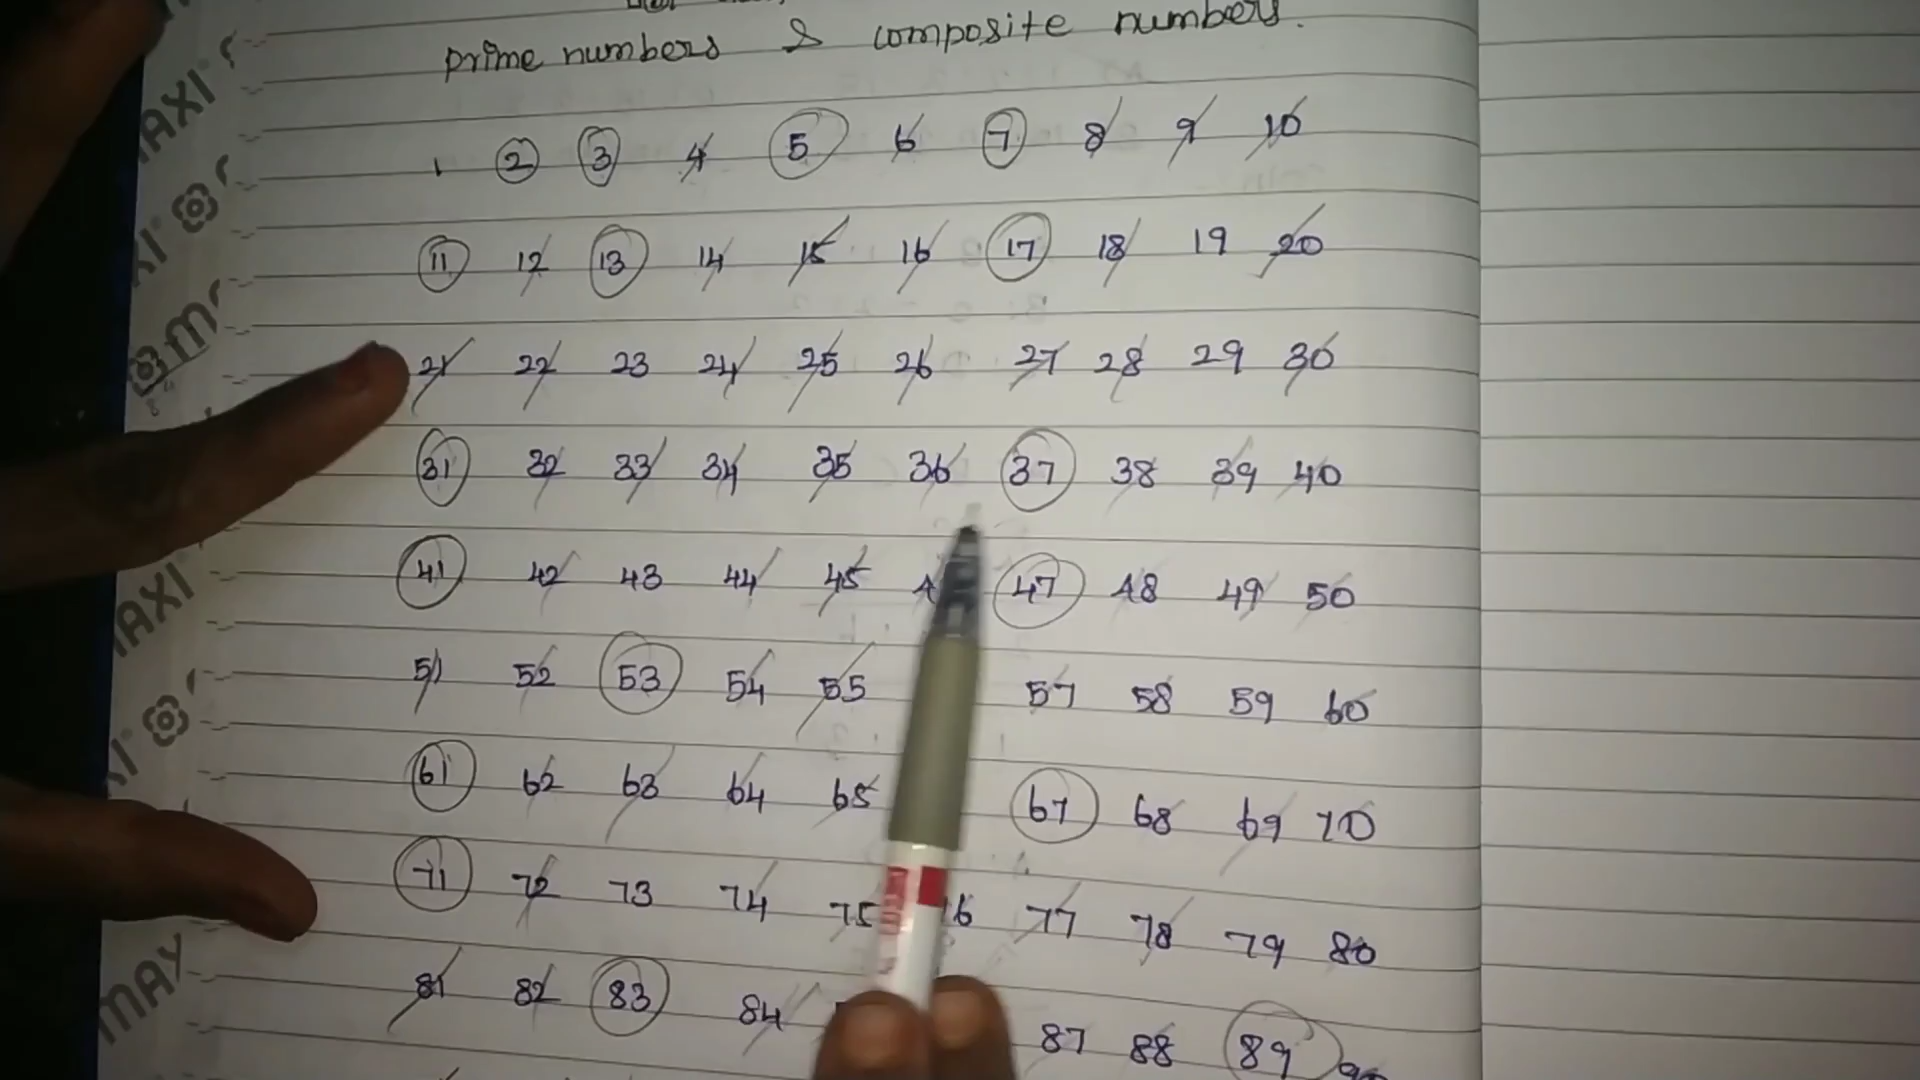 prime numbers & composite numbers.
1 2 3 4 5 6 7 8 9 10
11 12 13 14 15 16 17 18 19 20
21 22 23 24 25 26 27 28 29 30
31 32 33 34 35 36 37 38 39 40
41 42 43 44 45 47 48 49 50
51 52 53 54 55 57 58 59 60
61 62 63 64 65 67 68 69 70
71 72 73 74 75 77 78 79 80
81 82 83 84 87 88 89